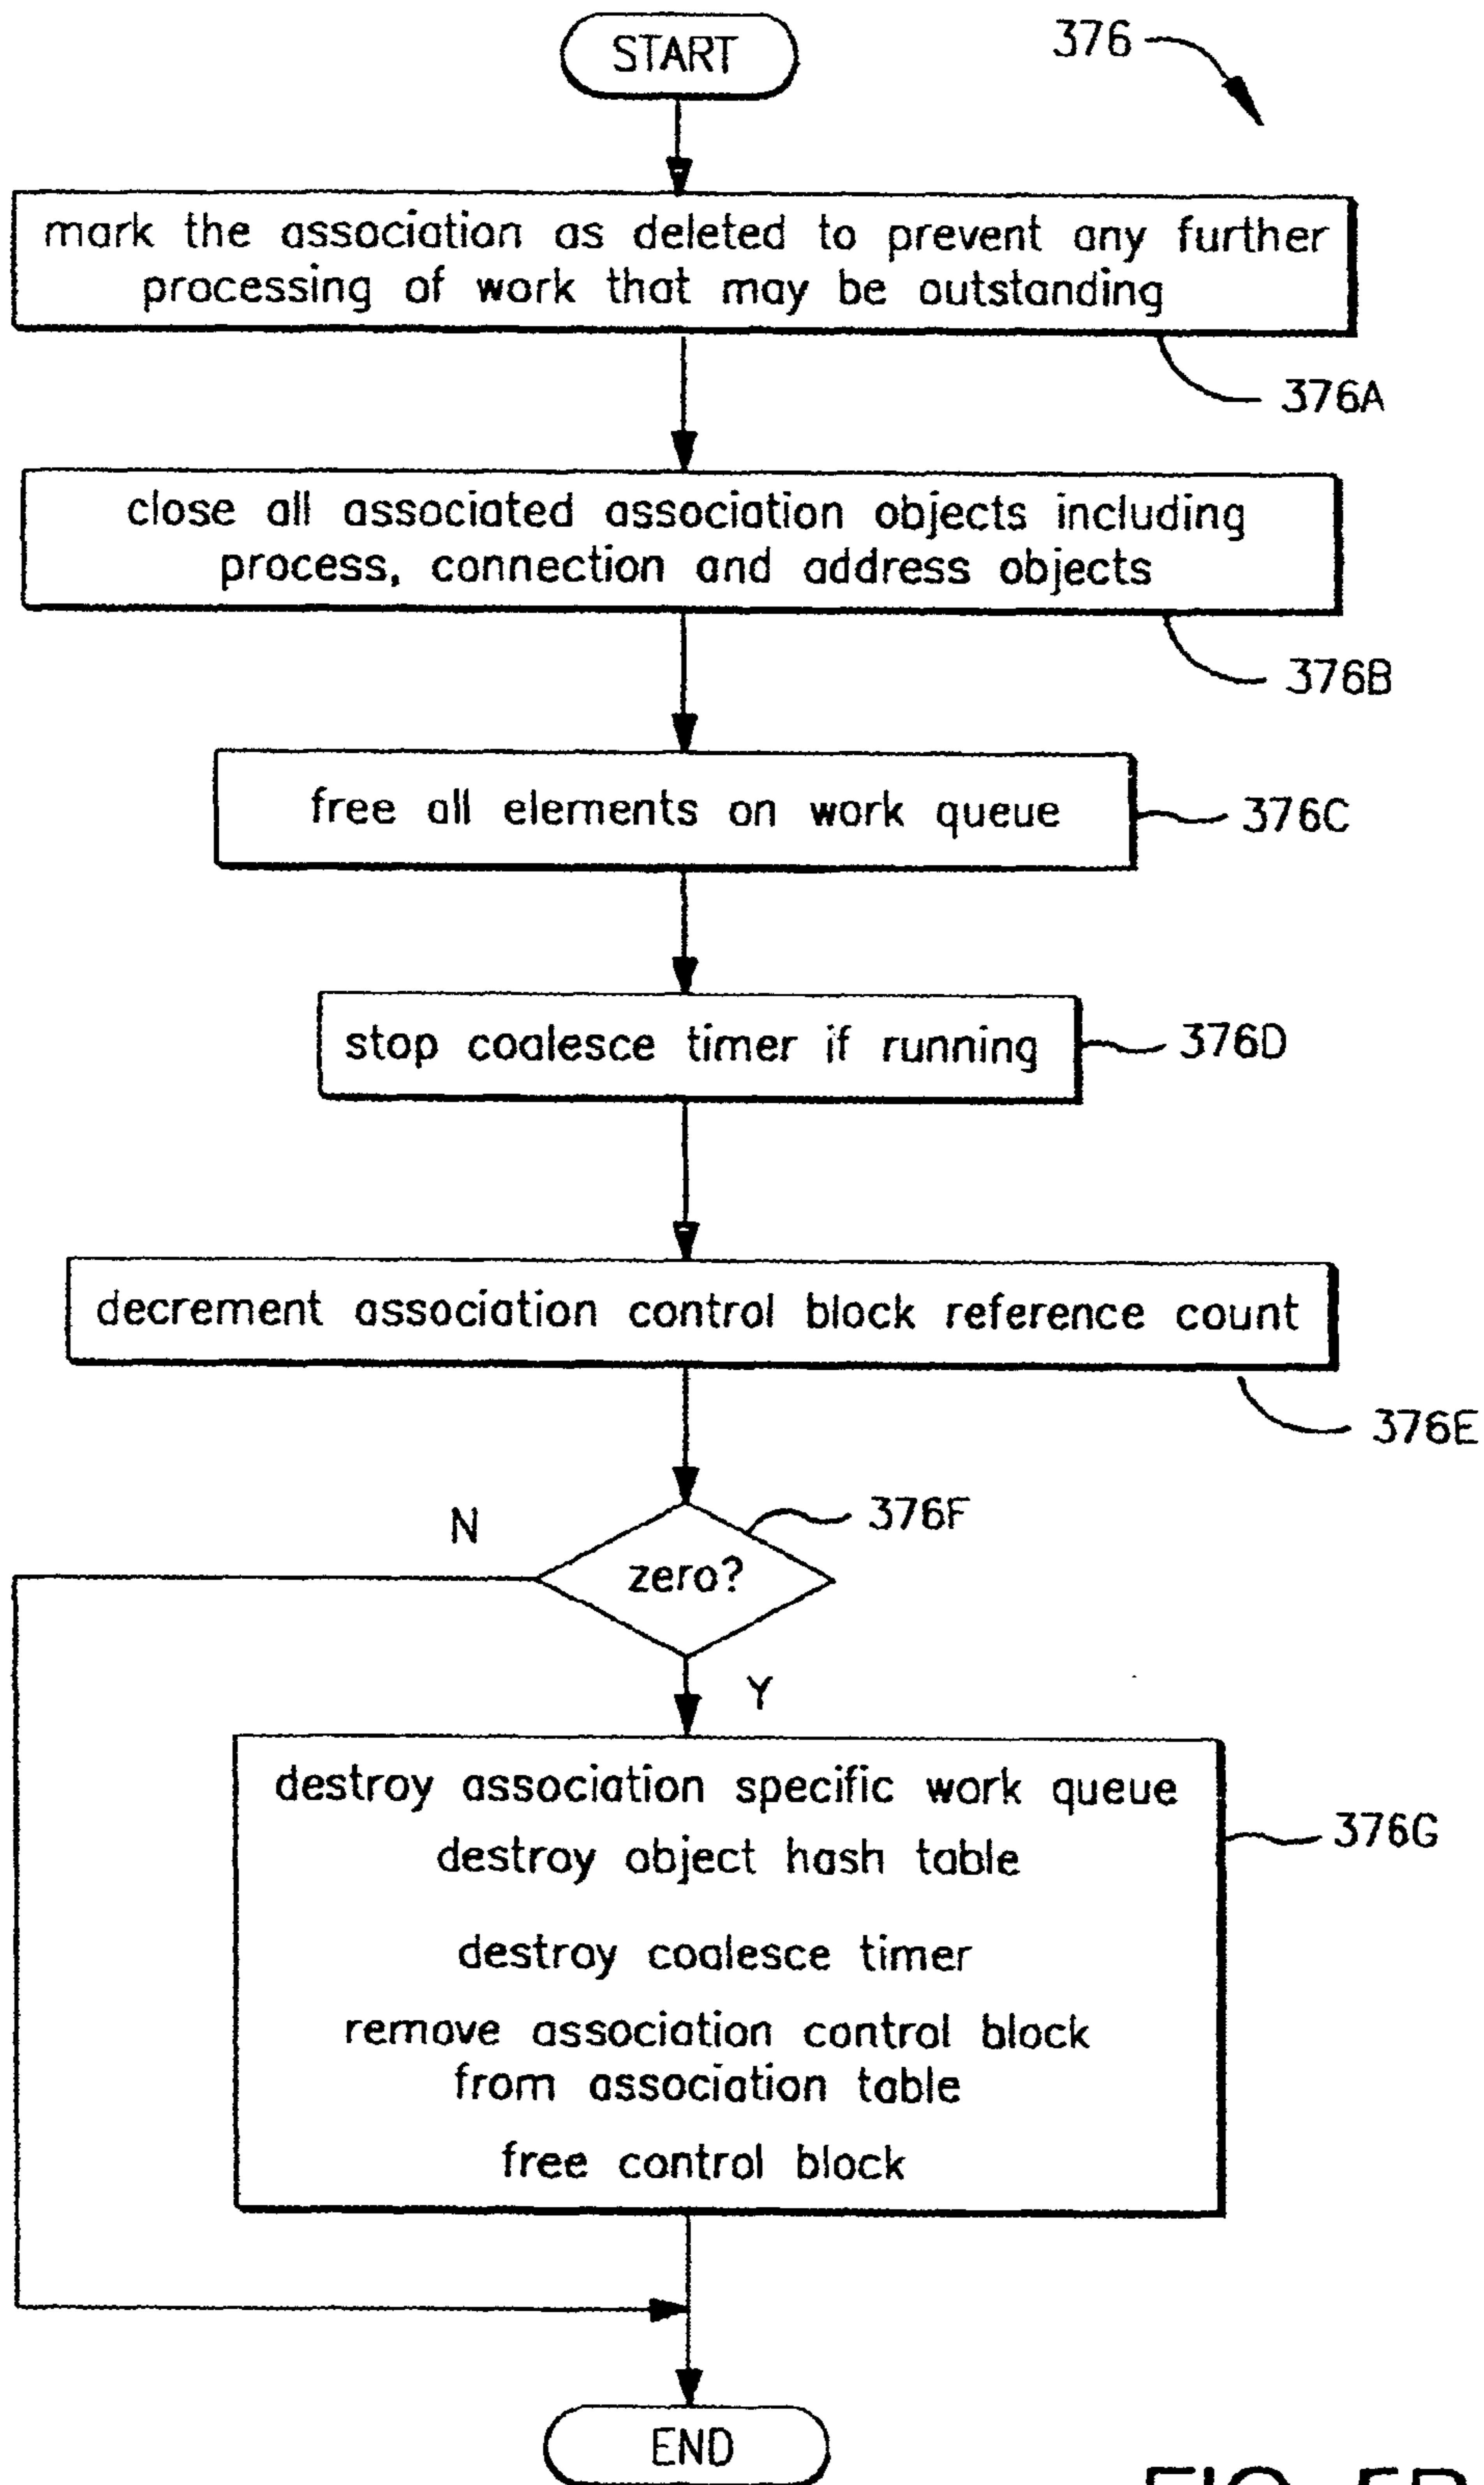 START
376
mark the association as deleted to prevent any further
processing of work that may be outstanding
376A
close all associated association objects including
process, connection and address objects
376B
free all elements on work queue
376C
stop coalesce timer if running
376D
decrement association control block reference count
376E
376F
N
zero?
Y
destroy association specific work queue
destroy object hash table
376G
destroy coalesce timer
remove association control block
from association table
free control block
END